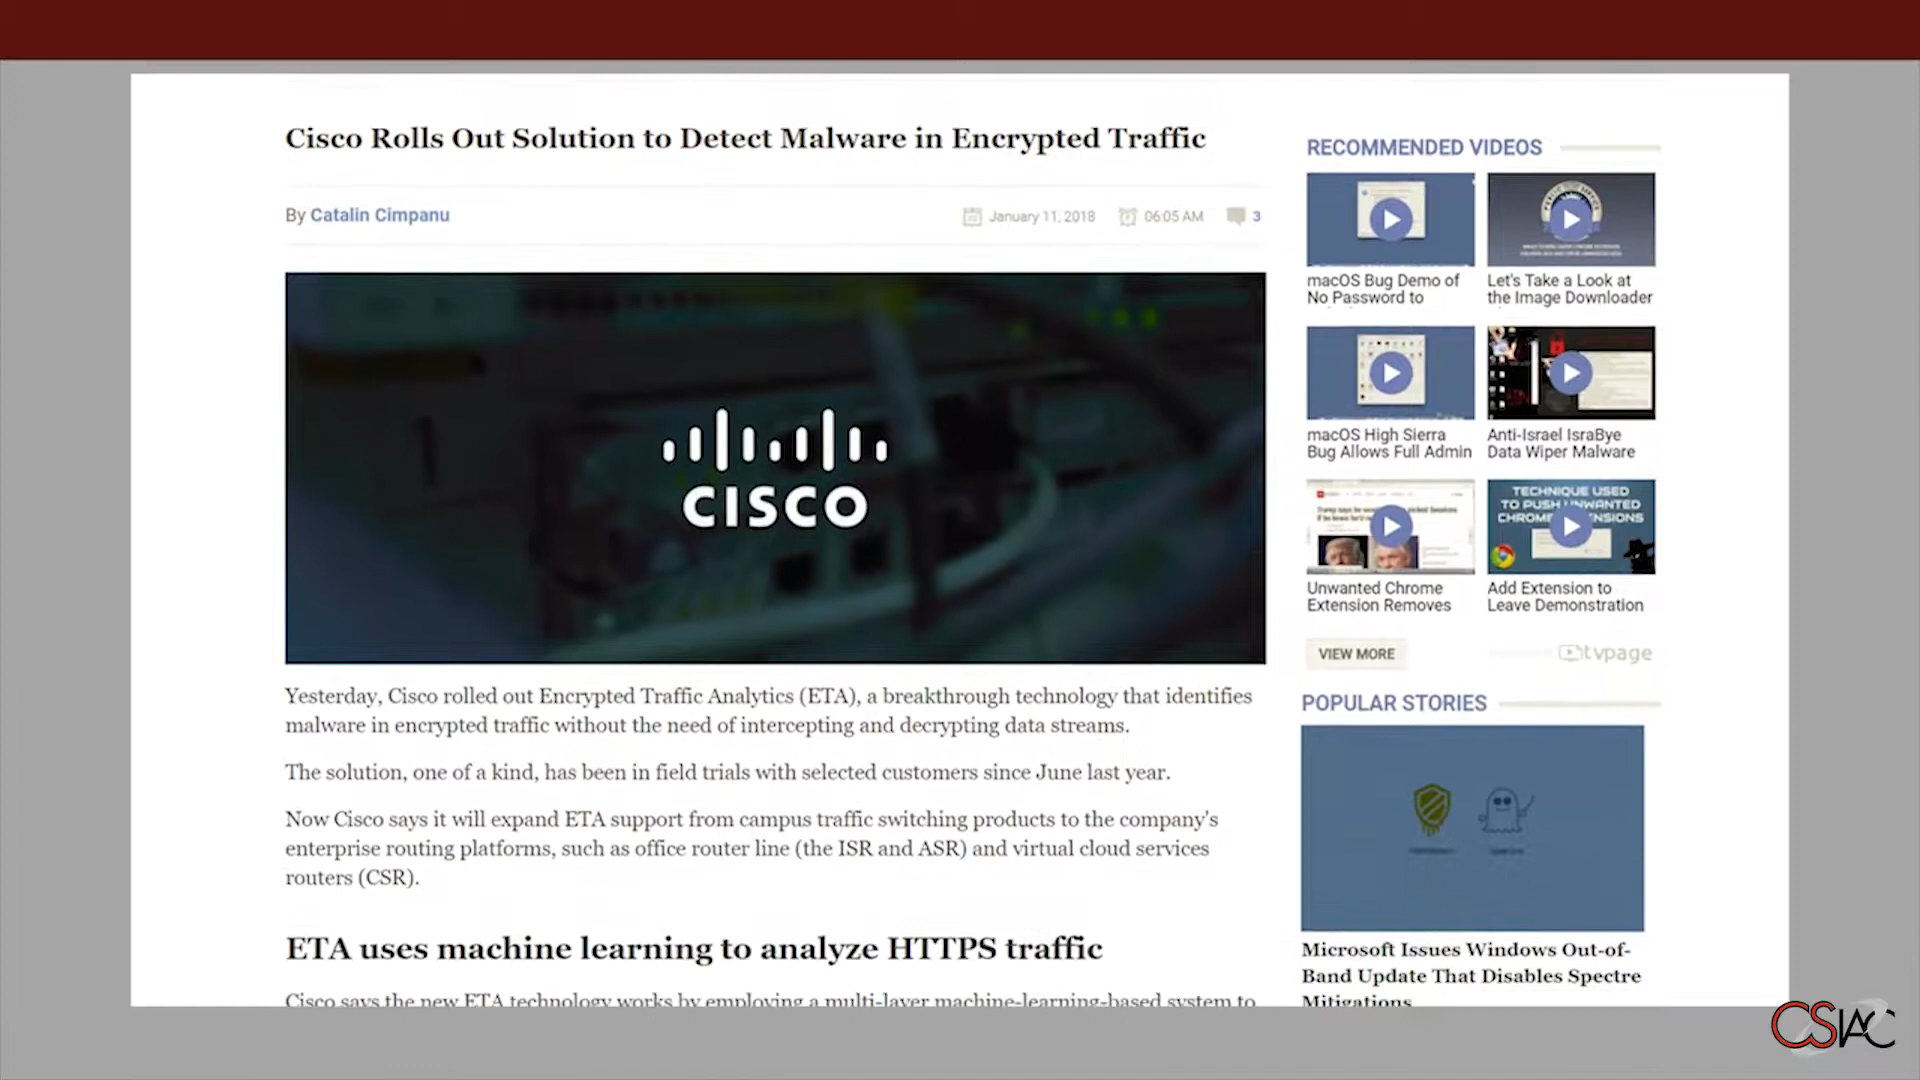 Cisco Rolls Out Solution to Detect Malware in Encrypted Traffic
By Catalin Cimpanu
January 11, 2018
06:05 AM
3
CISCO
Yesterday, Cisco rolled out Encrypted Traffic Analytics (ETA), a breakthrough technology that identifies
malware in encrypted traffic without the need of intercepting and decrypting data streams.
The solution, one of a kind, has been in field trials with selected customers since June last year.
Now Cisco says it will expand ETA support from campus traffic switching products to the company's
enterprise routing platforms, such as office router line (the ISR and ASR) and virtual cloud services
routers (CSR).
ETA uses machine learning to analyze HTTPS traffic
Cisco says the new ETA technology works by employing a multi-layer machine-learning-based system to
RECOMMENDED VIDEOS
macOS Bug Demo of
No Password to
Let's Take a Look at
the Image Downloader
macOS High Sierra
Bug Allows Full Admin
Anti-Israel IsraBye
Data Wiper Malware
TECHNIQUE USED
TO PUSH UNWANTED
Unwanted Chrome
Extension Removes
Add Extension to
Leave Demonstration
VIEW MORE
tvpage
POPULAR STORIES
Microsoft Issues Windows Out-of-
Band Update That Disables Spectre
Mitigations
CSIAC